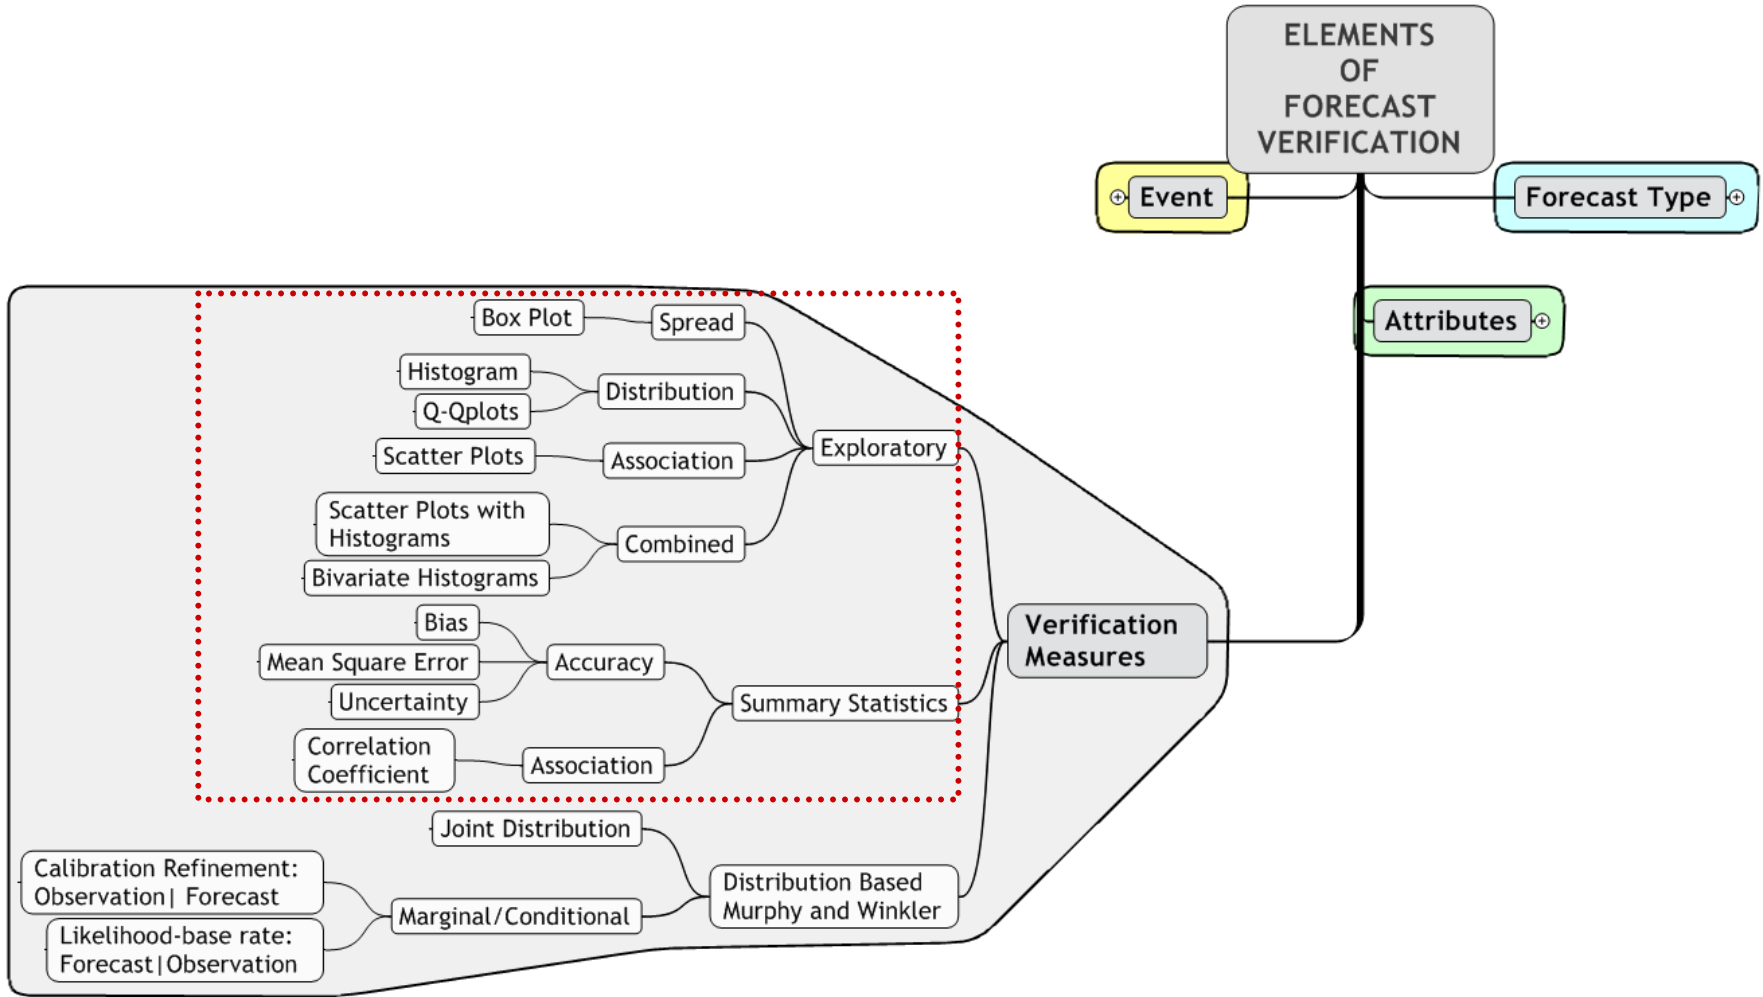 ELEMENTS
OF
FORECAST
VERIFICATION
Event
Forecast Type
Attributes
Verification
Measures
Exploratory
Spread
Box Plot
Distribution
Histogram
Q-Qplots
Association
Scatter Plots
Combined
Scatter Plots with
Histograms
Bivariate Histograms
Summary Statistics
Accuracy
Bias
Mean Square Error
Uncertainty
Association
Correlation
Coefficient
Distribution Based
Murphy and Winkler
Joint Distribution
Marginal/Conditional
Calibration Refinement:
Observation| Forecast
Likelihood-base rate:
Forecast|Observation